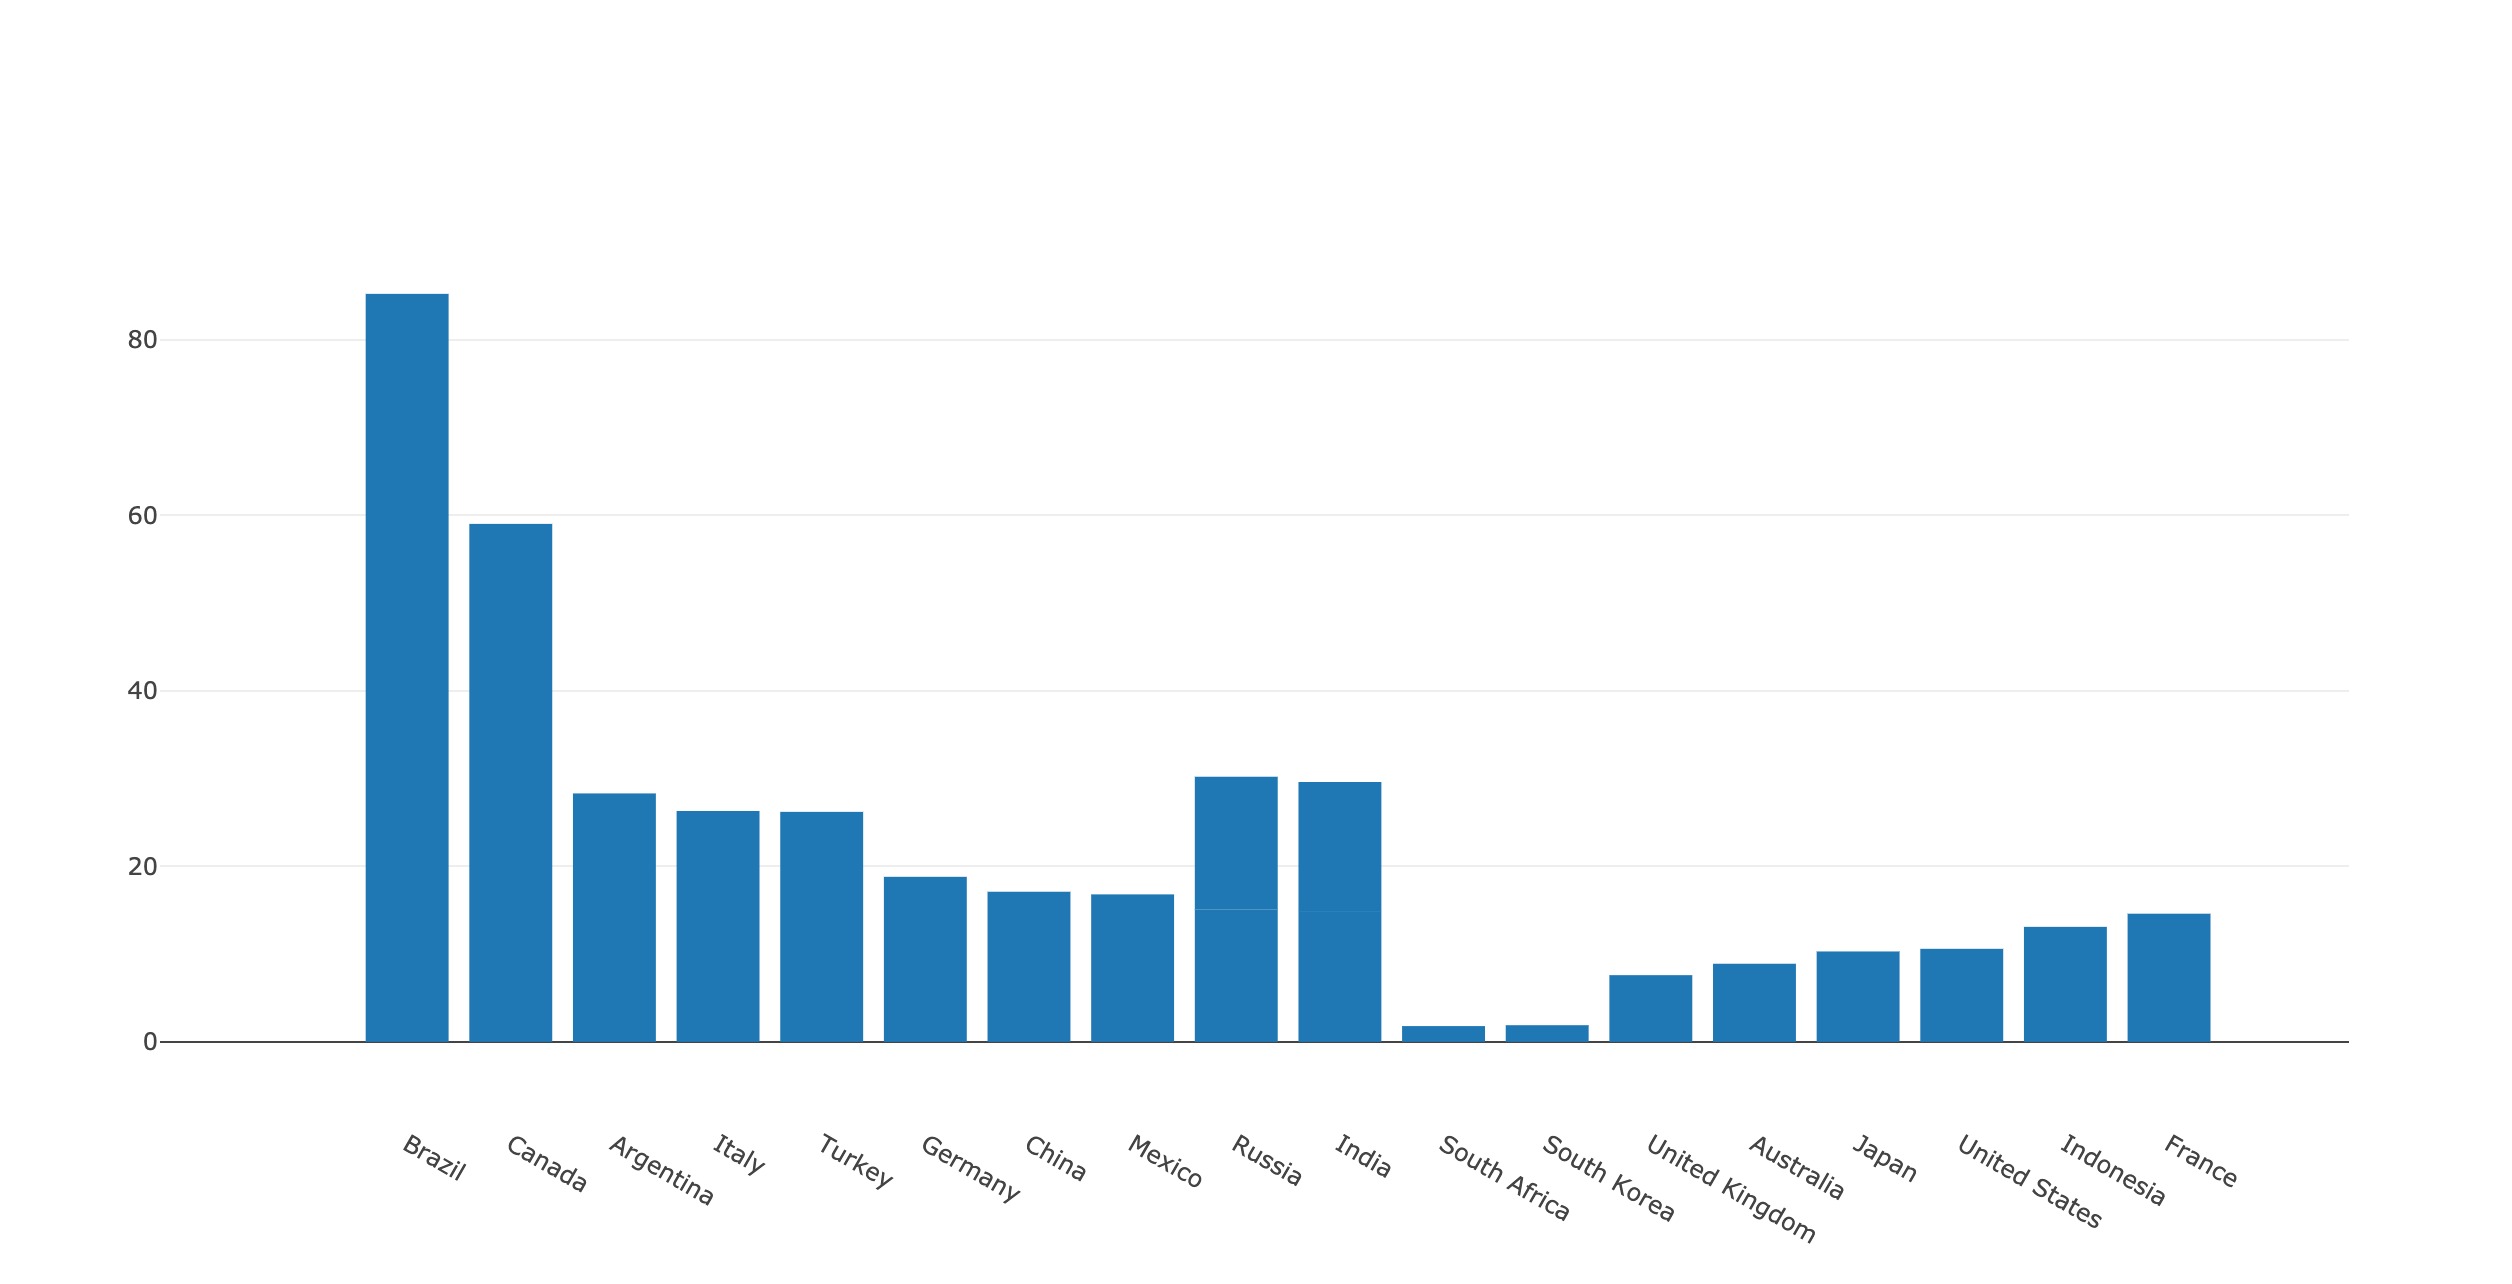 80
60
40
20
0
Brazil
Canada
Argentina
Italy
Turkey
Germany
China
Mexico
Russia
India
South Africa
South Korea
United Kingdom
Australia
Japan
United States
Indonesia
France